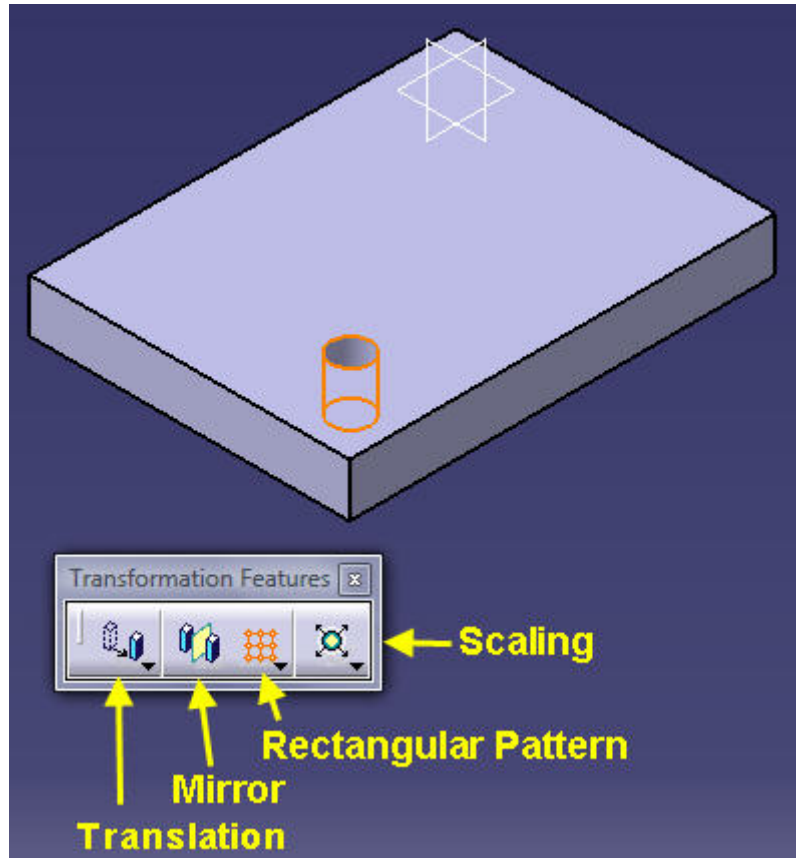 Transformation Features
Scaling
Rectangular Pattern
Mirror
Translation